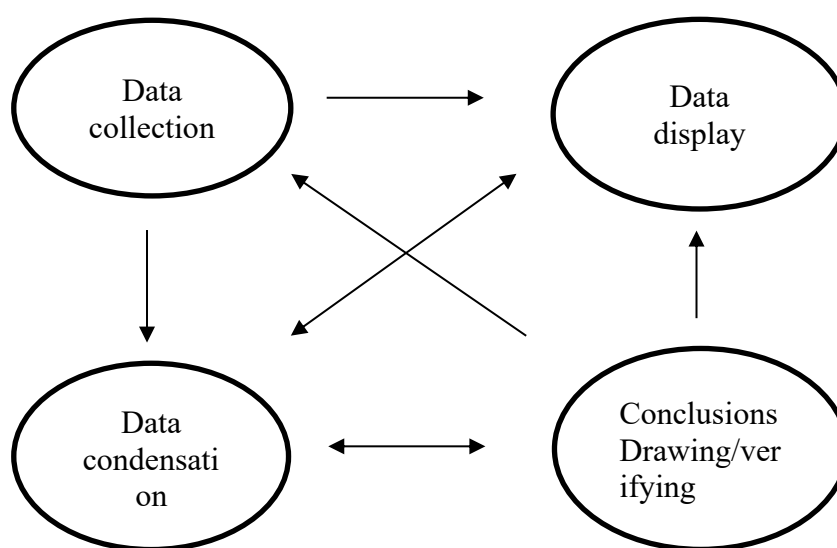 Data
collection
Data
display
Data
condensati
on
Conclusions
Drawing/ver
ifying